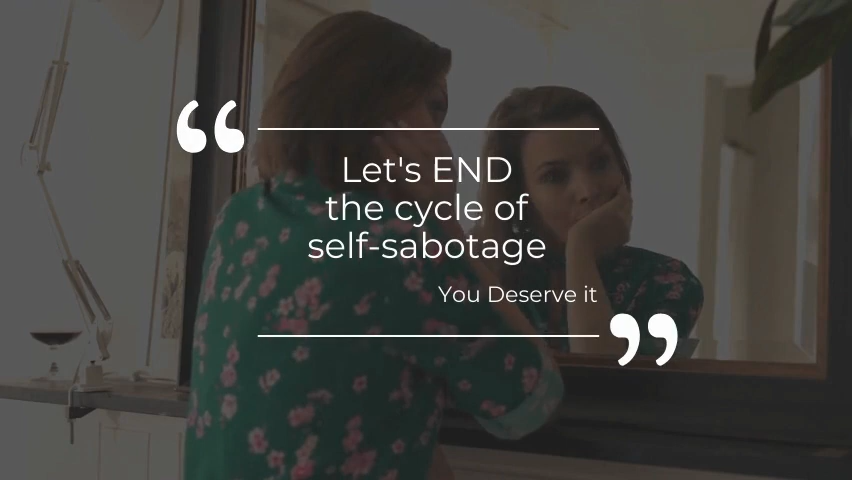 Let's END
the cycle of
self-sabotage
You Deserve it